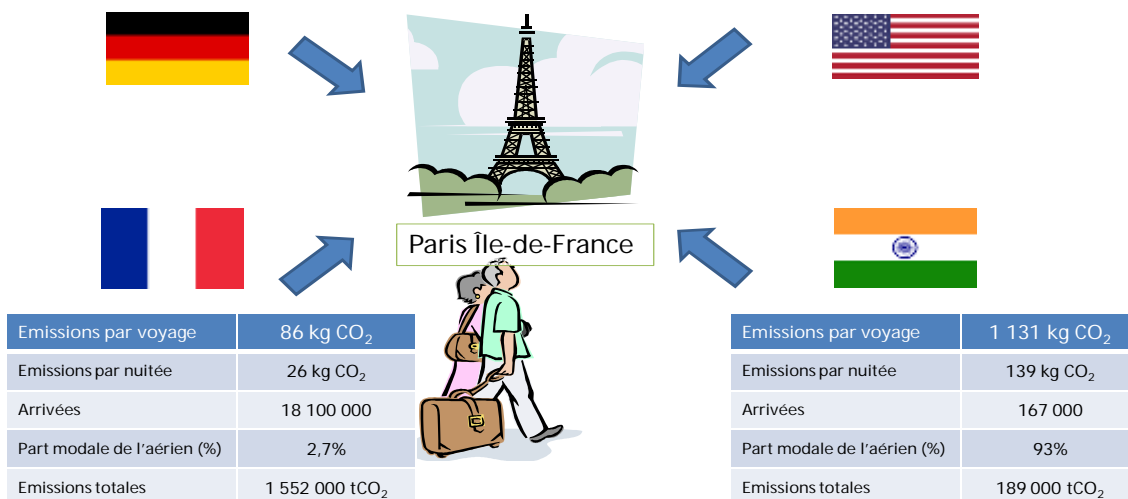 Paris Île-de-France
Emissions par voyage 86 kg CO₂
Emissions par nuitée 26 kg CO₂
Arrivées 18 100 000
Part modale de l'aérien (%) 2,7%
Emissions totales 1 552 000 tCO₂
Emissions par voyage 1 131 kg CO₂
Emissions par nuitée 139 kg CO₂
Arrivées 167 000
Part modale de l'aérien (%) 93%
Emissions totales 189 000 tCO₂